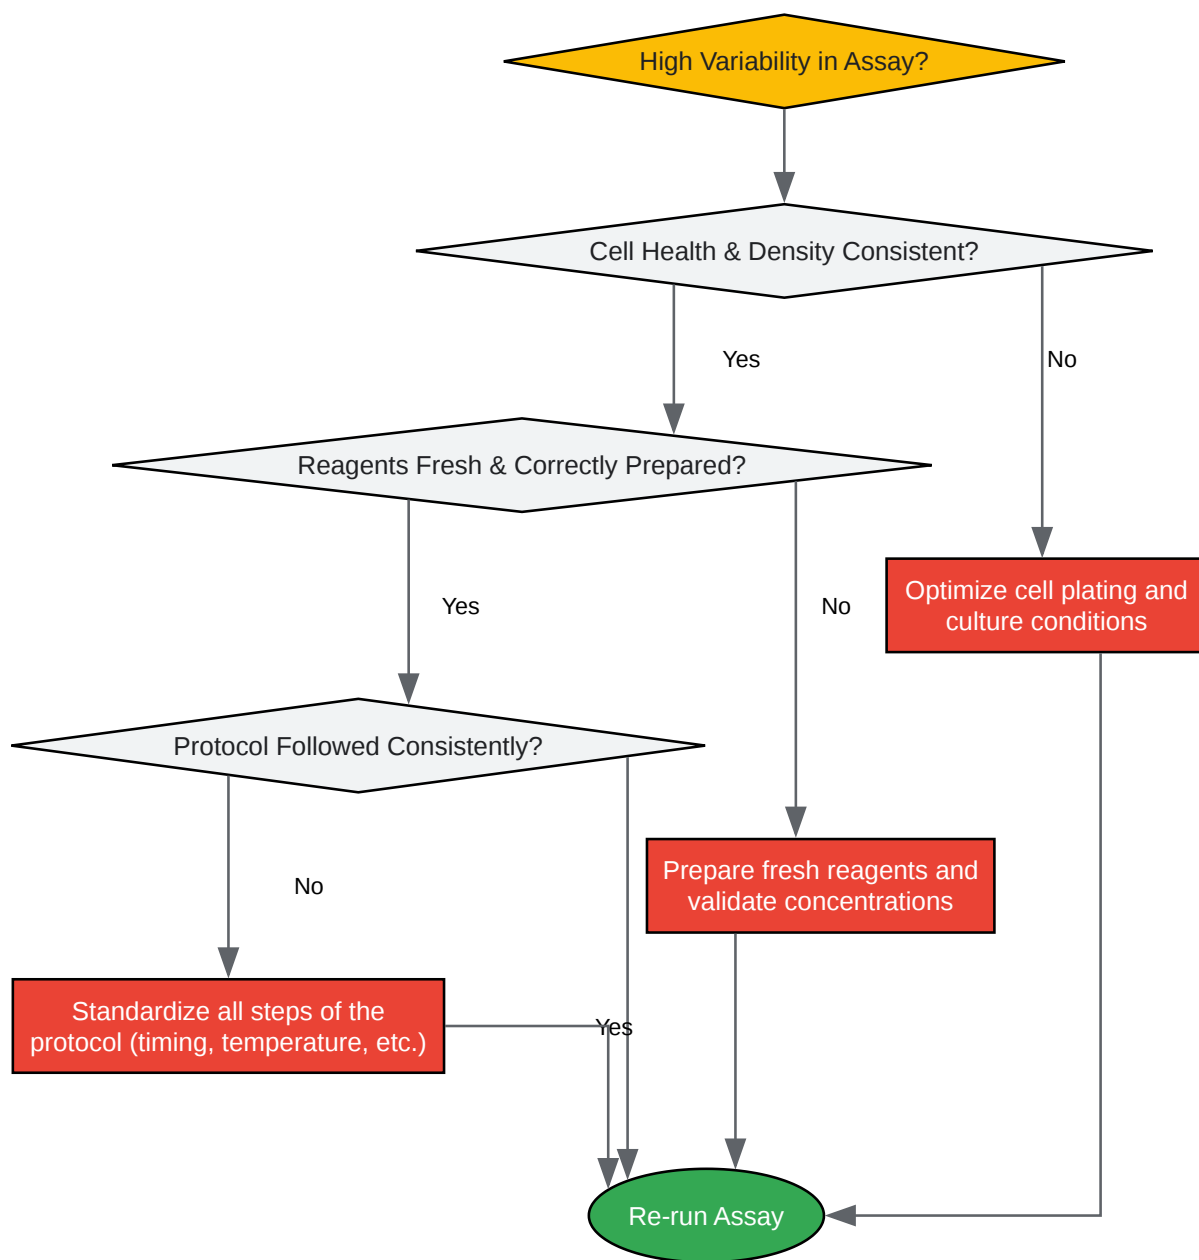 High Variability in Assay?
Cell Health & Density Consistent?
Yes
No
Reagents Fresh & Correctly Prepared?
Optimize cell plating and
culture conditions
Yes
No
Protocol Followed Consistently?
Prepare fresh reagents and
validate concentrations
No
Standardize all steps of the
protocol (timing, temperature, etc.)
Yes
Re-run Assay